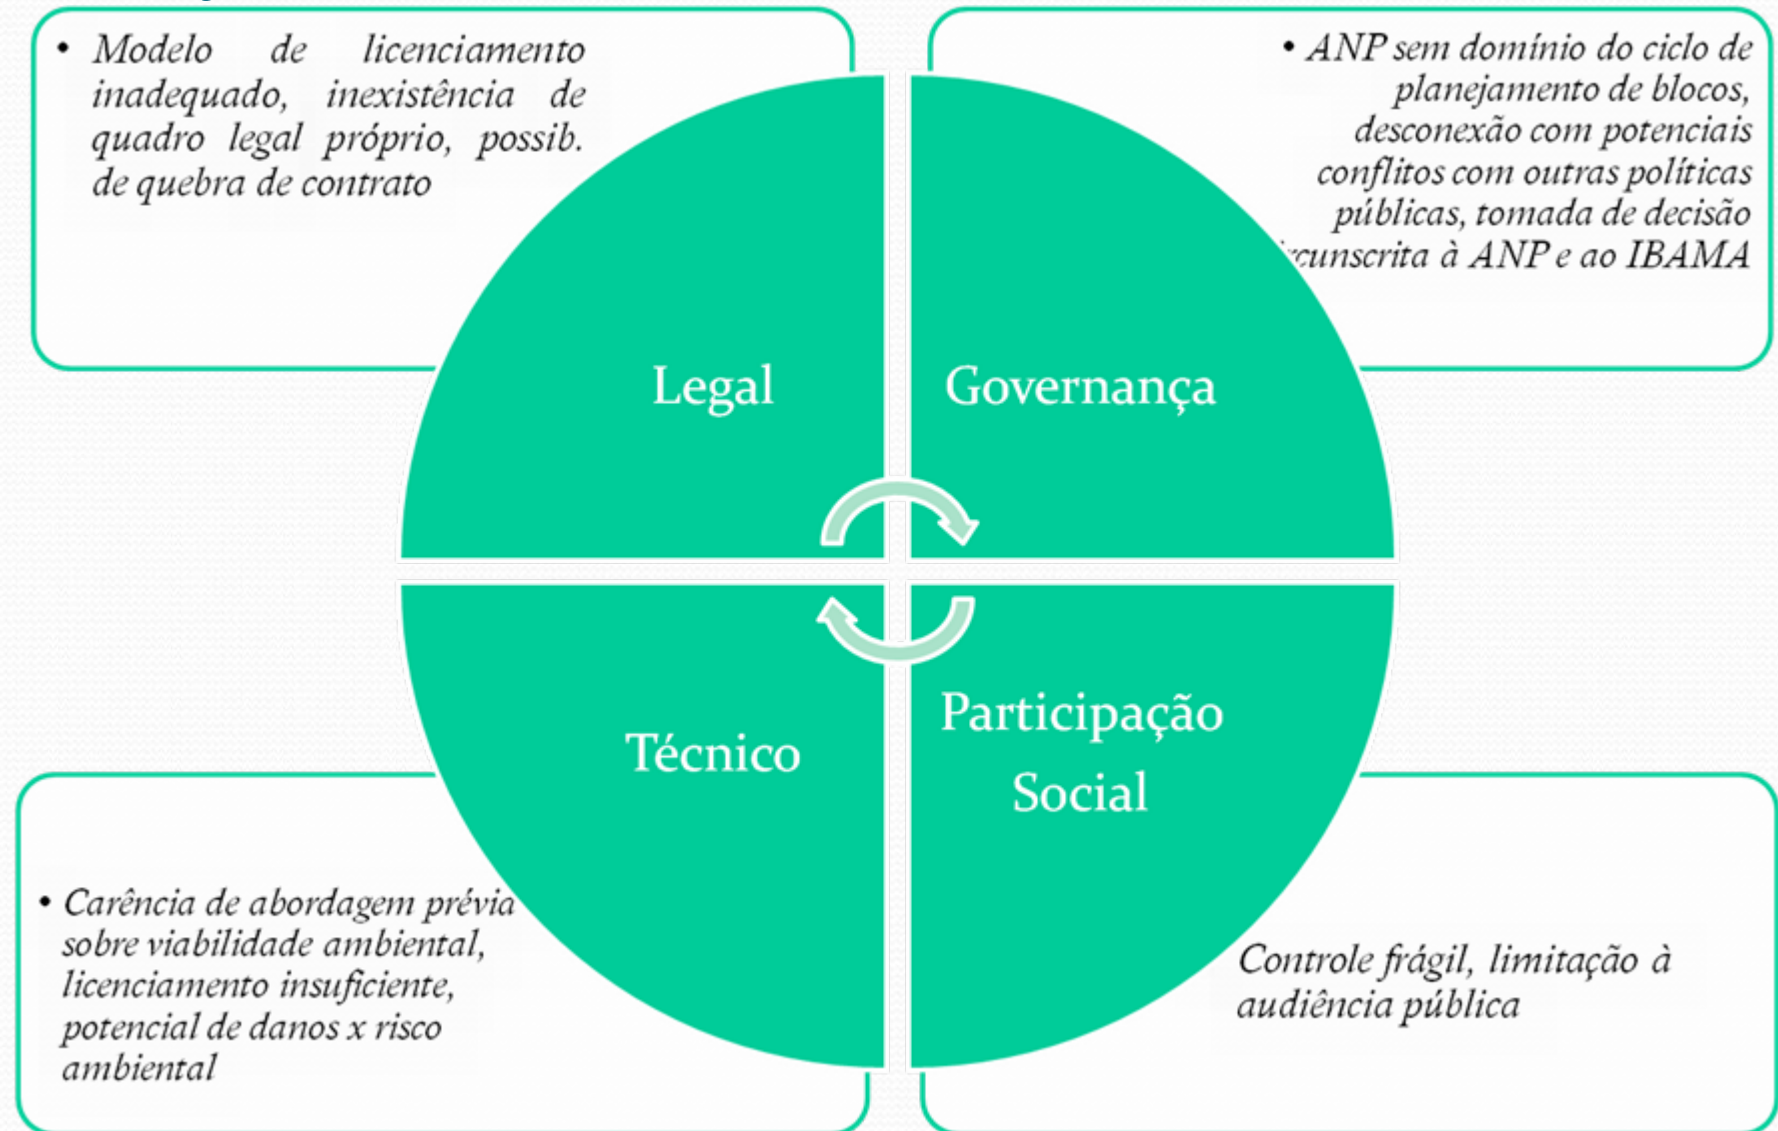 • Modelo de licenciamento
inadequado, inexistência de
quadro legal próprio, possib.
de quebra de contrato
• ANP sem domínio do ciclo de
planejamento de blocos,
desconexão com potenciais
conflitos com outras políticas
públicas, tomada de decisão
à ANP e ao IBAMA
Legal
Governança
Técnico
Participação
Social
• Carência de abordagem prévia
sobre viabilidade ambiental,
licenciamento insuficiente,
potencial de danos x risco
ambiental
Controle frágil, limitação à
audiência pública